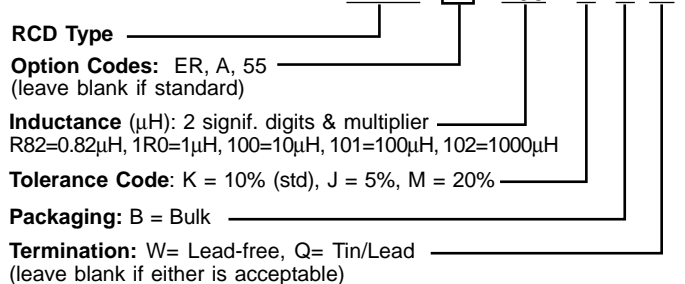 RCD Type
Option Codes: ER, A, 55
(leave blank if standard)
Inductance (µH): 2 signif. digits & multiplier
R82=0.82µH, 1R0=1µH, 100=10µH, 101=100µH, 102=1000µH
Tolerance Code: K = 10% (std), J = 5%, M = 20%
Packaging: B = Bulk
Termination: W= Lead-free, Q= Tin/Lead
(leave blank if either is acceptable)